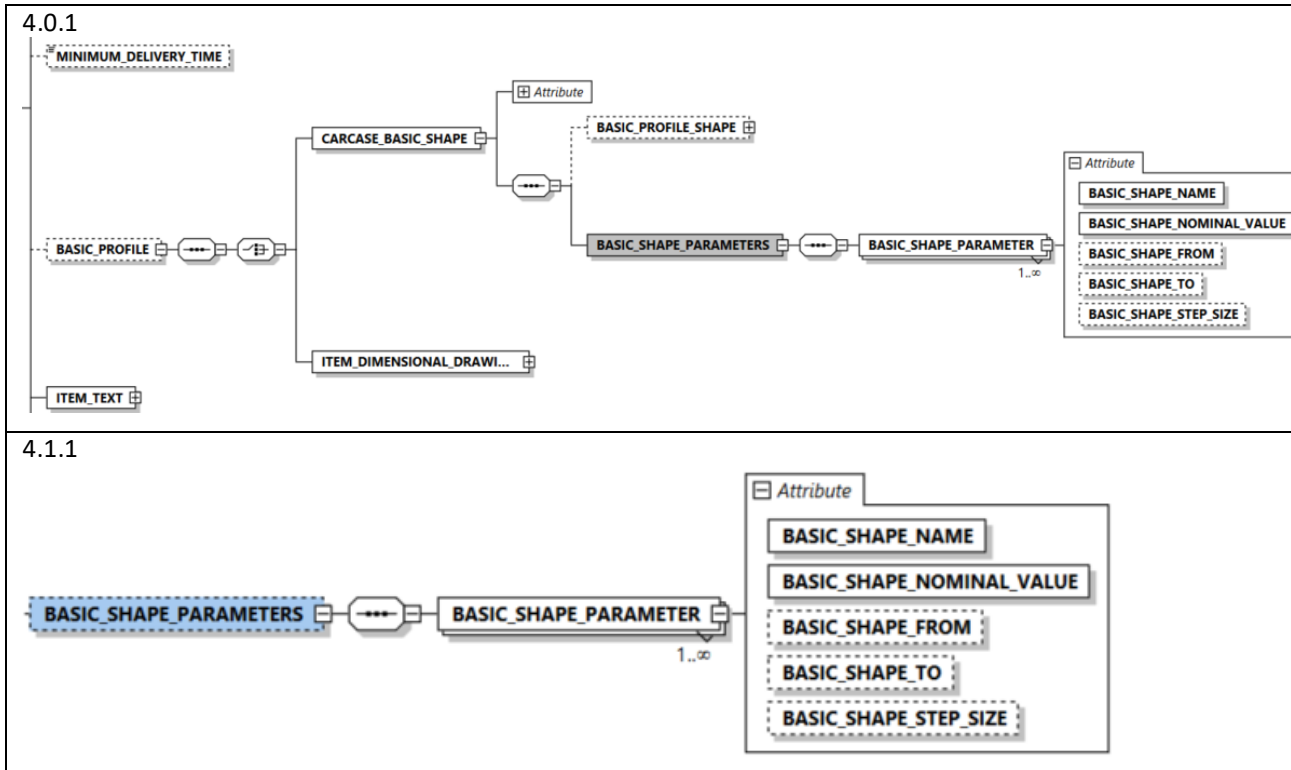 4.0.1
MINIMUM_DELIVERY_TIME
Attribute
BASIC_PROFILE_SHAPE
CARCASE_BASIC_SHAPE
Attribute
BASIC_SHAPE_NAME
BASIC_SHAPE_NOMINAL_VALUE
BASIC_PROFILE
BASIC_SHAPE_PARAMETERS
BASIC_SHAPE_PARAMETER
1..∞
BASIC_SHAPE_FROM
BASIC_SHAPE_TO
BASIC_SHAPE_STEP_SIZE
ITEM_DIMENSIONAL_DRAWI...
ITEM_TEXT
4.1.1
Attribute
BASIC_SHAPE_NAME
BASIC_SHAPE_NOMINAL_VALUE
BASIC_SHAPE_PARAMETERS
BASIC_SHAPE_PARAMETER
1..∞
BASIC_SHAPE_FROM
BASIC_SHAPE_TO
BASIC_SHAPE_STEP_SIZE